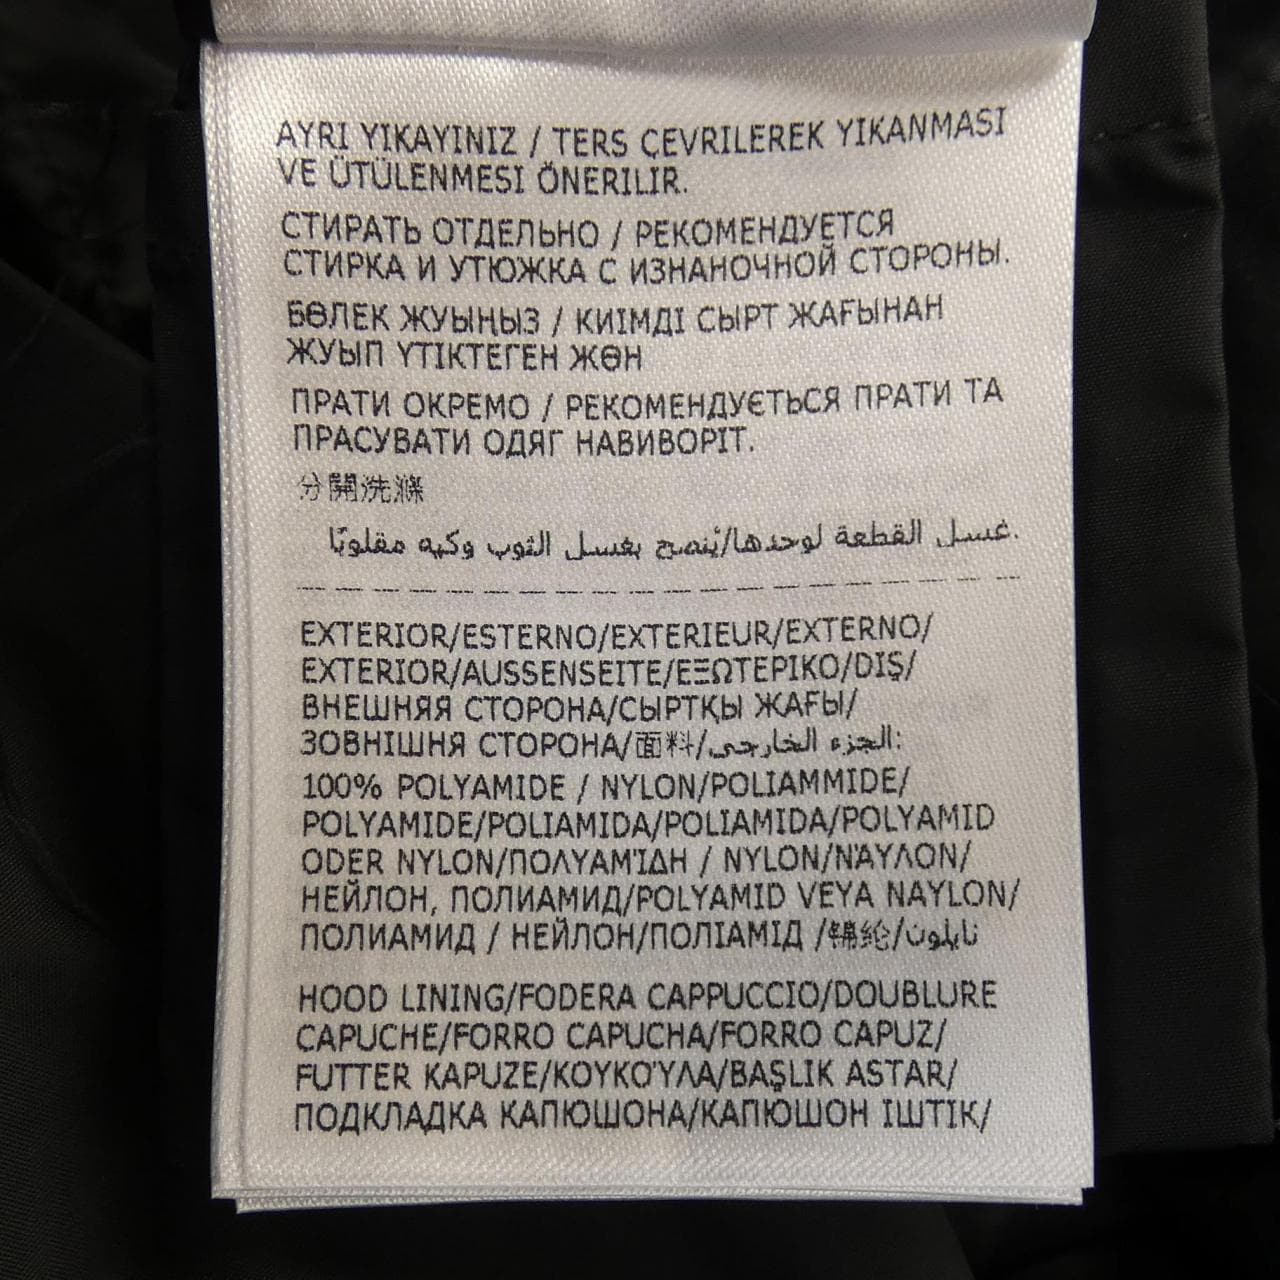 AYRI YIKAYINIZ / TERS ÇEVRILEREK YIKANMASI
VE ÜTÜLENMESI ÖNERILIR.
СТИРАТЬ ОТДЕЛЬНО / РЕКОМЕНДУЕТСЯ
СТИРКА И УТЮЖКА С ИЗНАНОЧНОЙ СТОРОНЫ.
БӨЛЕК ЖУЫҢЫЗ / КИІМДІ СЫРТ ЖАҒЫНАН
ЖУЫП ҮТІКТЕГЕН ЖӨН
ПРАТИ ОКРЕМО / РЕКОМЕНДУЄТЬСЯ ПРАТИ ТА
ПРАСУВАТИ ОДЯГ НАВИВОРІТ.
分開洗滌
غسل القطعة لوحدها/يُنصح بغسل الثوب وكيه مقلوبًا.
EXTERIOR/ESTERNO/EXTERIEUR/EXTERNO/
EXTERIOR/AUSSENSEITE/ΕΞΩΤΕΡΙΚΟ/DIŞ/
ВНЕШНЯЯ СТОРОНА/СЫРТҚЫ ЖАҒЫ/
ЗОВНІШНЯ СТОРОНА/面料/الجزء الخارجي:
100% POLYAMIDE / NYLON/POLIAMMIDE/
POLYAMIDE/POLIAMIDA/POLIAMIDA/POLYAMID
ODER NYLON/ΠΟΛΥΑΜΊΔΗ / NYLON/ΝΆΥΛΟΝ/
НЕЙЛОН, ПОЛИАМИД/POLYAMID VEYA NAYLON/
ПОЛИАМИД / НЕЙЛОН/ПОЛІАМІД /锦纶/نايلون
HOOD LINING/FODERA CAPPUCCIO/DOUBLURE
CAPUCHE/FORRO CAPUCHA/FORRO CAPUZ/
FUTTER KAPUZE/ΚΟΥΚΟΎΛΑ/BAŞLIK ASTAR/
ПОДКЛАДКА КАПЮШОНА/КАПЮШОН ІШТІК/